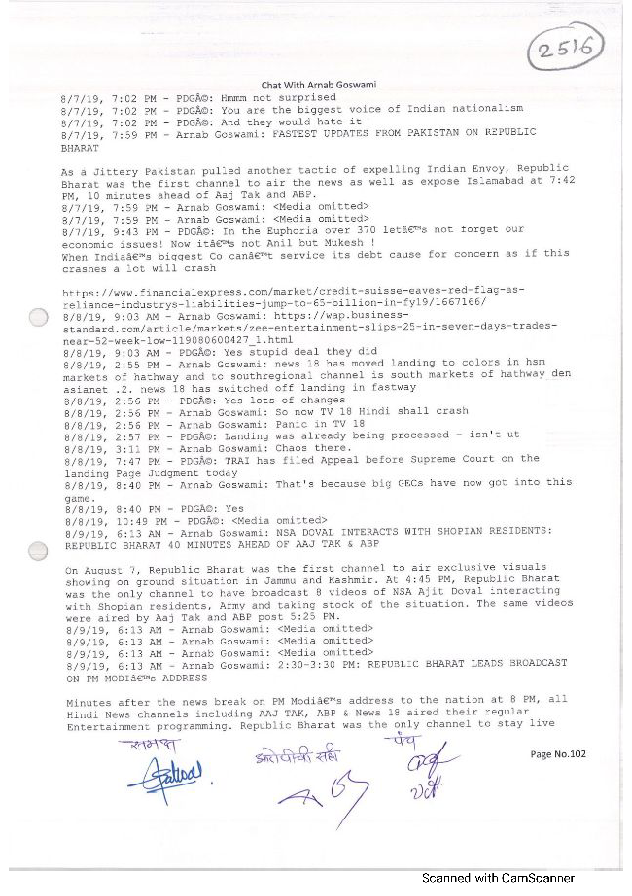 2516
Chat With Arnab Goswami
8/7/19, 7:02 PM - PDGÂ©: Hmmm not surprised
8/7/19, 7:02 PM - PDGÂ©: You are the biggest voice of Indian nationalism
8/7/19, 7:02 PM - PDGÂ©: And they would hate it
8/7/19, 7:59 PM - Arnab Goswami: FASTEST UPDATES FROM PAKISTAN ON REPUBLIC
BHARAT
As a Jittery Pakistan pulled another tactic of expelling Indian Envoy, Republic
Bharat was the first channel to air the news as well as expose Islamabad at 7:42
PM, 10 minutes ahead of Aaj Tak and ABP.
8/7/19, 7:59 PM - Arnab Goswami: <Media omitted>
8/7/19, 7:59 PM - Arnab Goswami: <Media omitted>
8/7/19, 9:43 PM - PDGÂ©: In the Euphoria over 370 letâ€™s not forget our
economic issues! Now itâ€™s not Anil but Mukesh !
When Indiaâ€™s biggest Co canâ€™t service its debt cause for concern as if this
crashes a lot will crash
https://www.financialexpress.com/market/credit-suisse-eaves-red-flag-as-
reliance-industrys-liabilities-jump-to-65-billion-in-fy19/1667166/
8/8/19, 9:03 AM - Arnab Goswami: https://wap.business-
standard.com/article/markets/zee-entertainment-slips-25-in-seven-days-trades-
near-52-week-low-119080600427_1.html
8/8/19, 9:03 AM - PDGÂ©: Yes stupid deal they did
8/8/19, 2:55 PM - Arnab Goswami: news 18 has moved landing to colors in hsn
markets of hathway and to southregional channel is south markets of hathway den
asianet .2. news 18 has switched off landing in fastway
8/8/19, 2:56 PM - PDGÂ©: Yes lots of changes
8/8/19, 2:56 PM - Arnab Goswami: So now TV 18 Hindi shall crash
8/8/19, 2:56 PM - Arnab Goswami: Panic in TV 18
8/8/19, 2:57 PM - PDGÂ©: Landing was already being processed - isn't it
8/8/19, 3:11 PM - Arnab Goswami: Chaos there.
8/8/19, 7:47 PM - PDGÂ©: TRAI has filed Appeal before Supreme Court on the
landing Page Judgment today
8/8/19, 8:40 PM - Arnab Goswami: That's because big GECs have now got into this
game.
8/8/19, 8:40 PM - PDGÂ©: Yes
8/8/19, 10:49 PM - PDGÂ©: <Media omitted>
8/9/19, 6:13 AM - Arnab Goswami: NSA DOVAL INTERACTS WITH SHOPIAN RESIDENTS:
REPUBLIC BHARAT 40 MINUTES AHEAD OF AAJ TAK & ABP
On August 7, Republic Bharat was the first channel to air exclusive visuals
showing on ground situation in Jammu and Kashmir. At 4:45 PM, Republic Bharat
was the only channel to have broadcast 8 videos of NSA Ajit Doval interacting
with Shopian residents, Army and taking stock of the situation. The same videos
were aired by Aaj Tak and ABP post 5:25 PM.
8/9/19, 6:13 AM - Arnab Goswami: <Media omitted>
8/9/19, 6:13 AM - Arnab Goswami: <Media omitted>
8/9/19, 6:13 AM - Arnab Goswami: <Media omitted>
8/9/19, 6:13 AM - Arnab Goswami: 2:30-3:30 PM: REPUBLIC BHARAT LEADS BROADCAST
ON PM MODIâ€™s ADDRESS
Minutes after the news break on PM Modiâ€™s address to the nation at 8 PM, all
Hindi News channels including AAJ TAK, ABP & News 18 aired their regular
Entertainment programming. Republic Bharat was the only channel to stay live
समक्ष
आरोपीची सही
पंच
Page No.102
Scanned with CamScanner